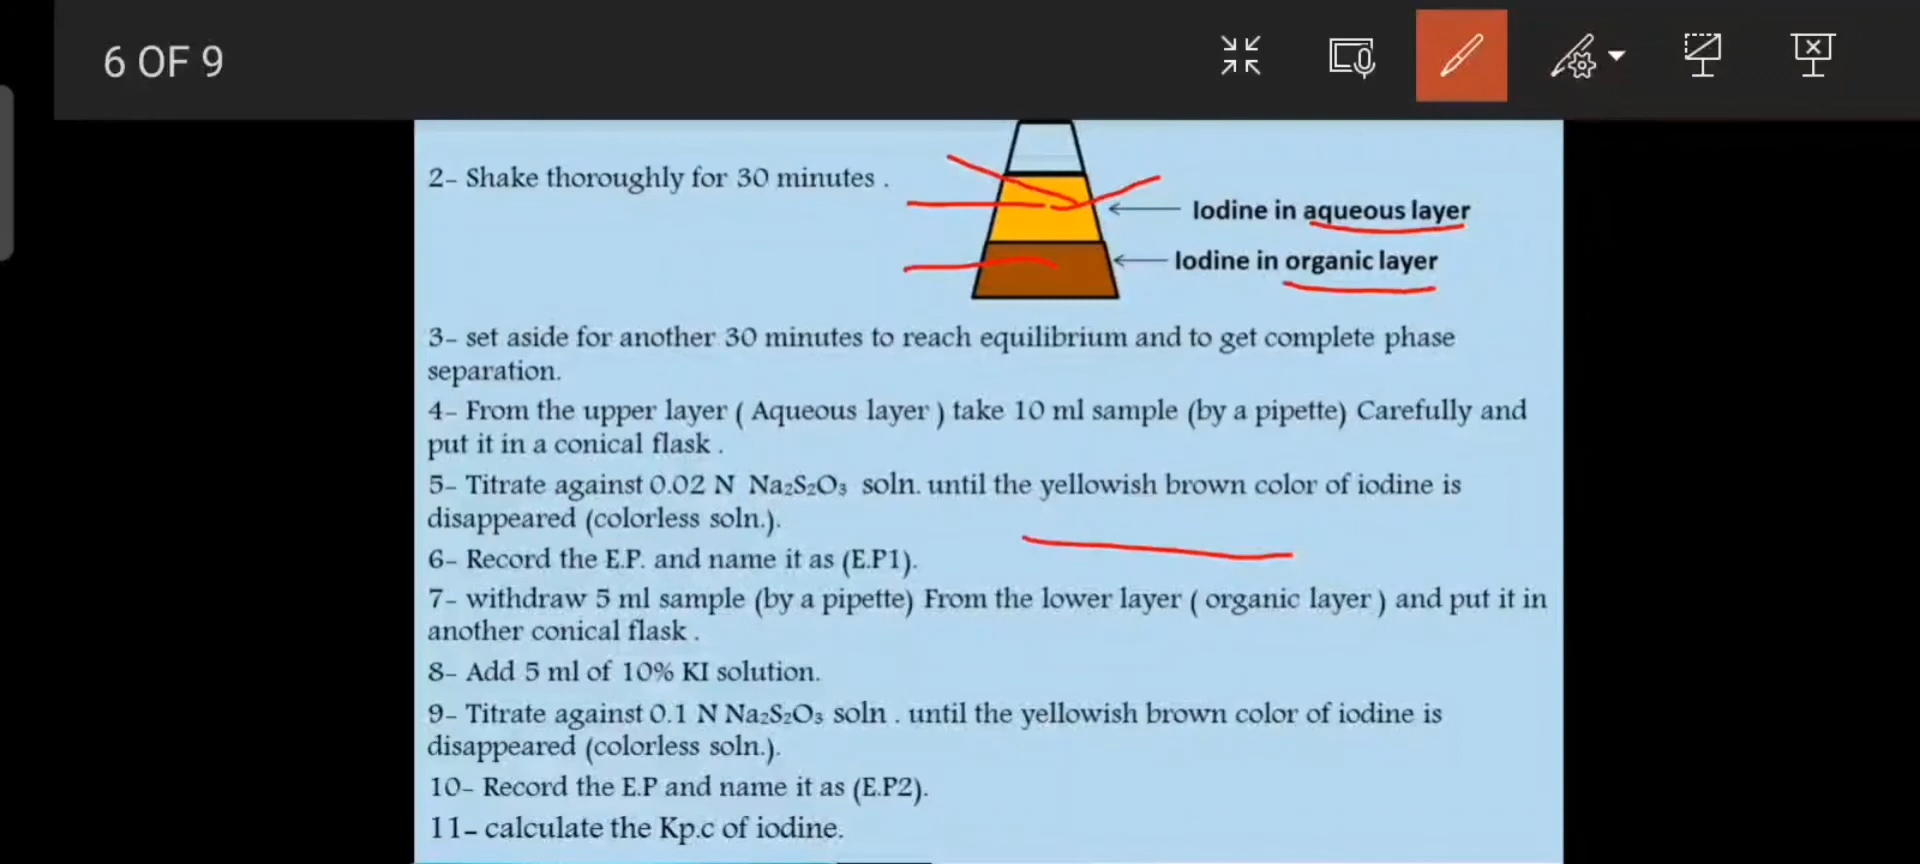 6 OF 9
2- Shake thoroughly for 30 minutes .
Iodine in aqueous layer
Iodine in organic layer
3- set aside for another 30 minutes to reach equilibrium and to get complete phase
separation.
4- From the upper layer ( Aqueous layer ) take 10 ml sample (by a pipette) Carefully and
put it in a conical flask .
5- Titrate against 0.02 N Na₂S₂O₃ soln. until the yellowish brown color of iodine is
disappeared (colorless soln.).
6- Record the E.P. and name it as (E.P1).
7- withdraw 5 ml sample (by a pipette) From the lower layer ( organic layer ) and put it in
another conical flask .
8- Add 5 ml of 10% KI solution.
9- Titrate against 0.1 N Na₂S₂O₃ soln . until the yellowish brown color of iodine is
disappeared (colorless soln.).
10- Record the E.P and name it as (E.P2).
11- calculate the Kp.c of iodine.